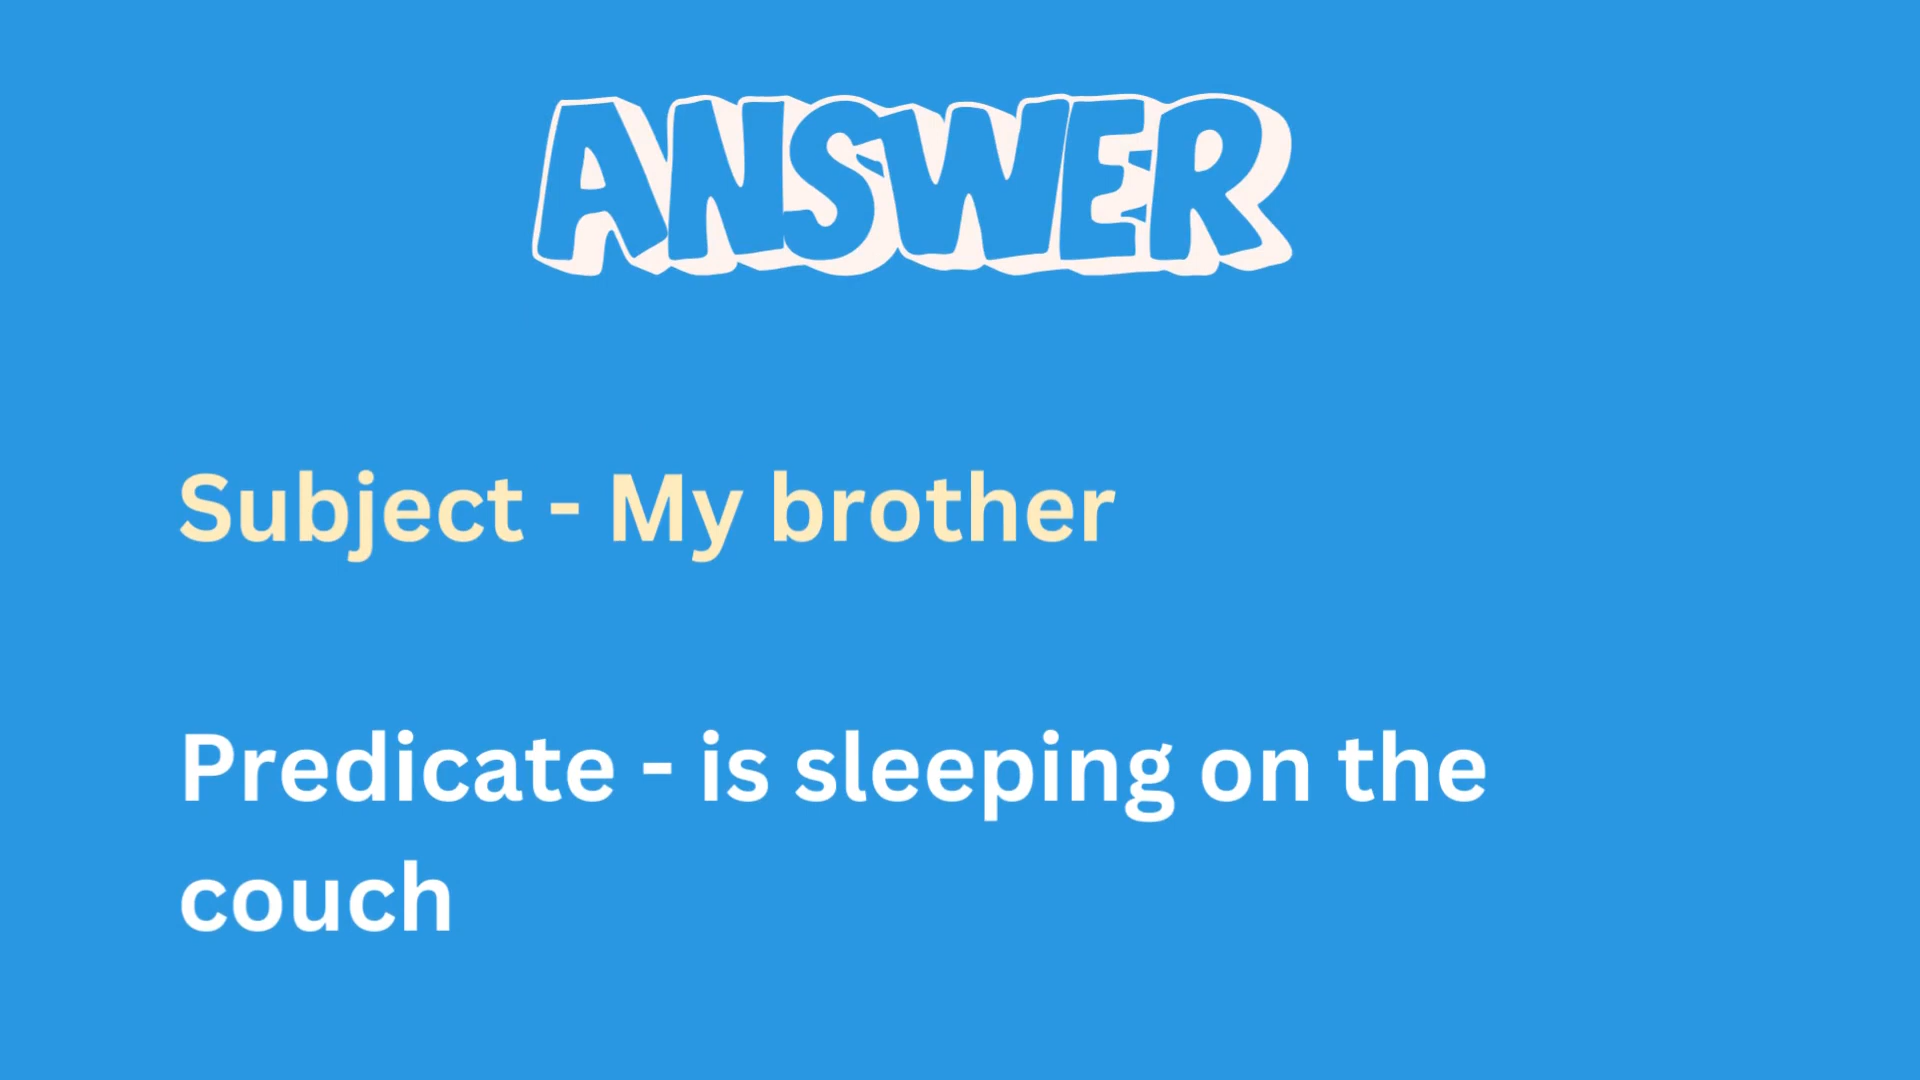 ANSWER
Subject - My brother
Predicate - is sleeping on the
couch